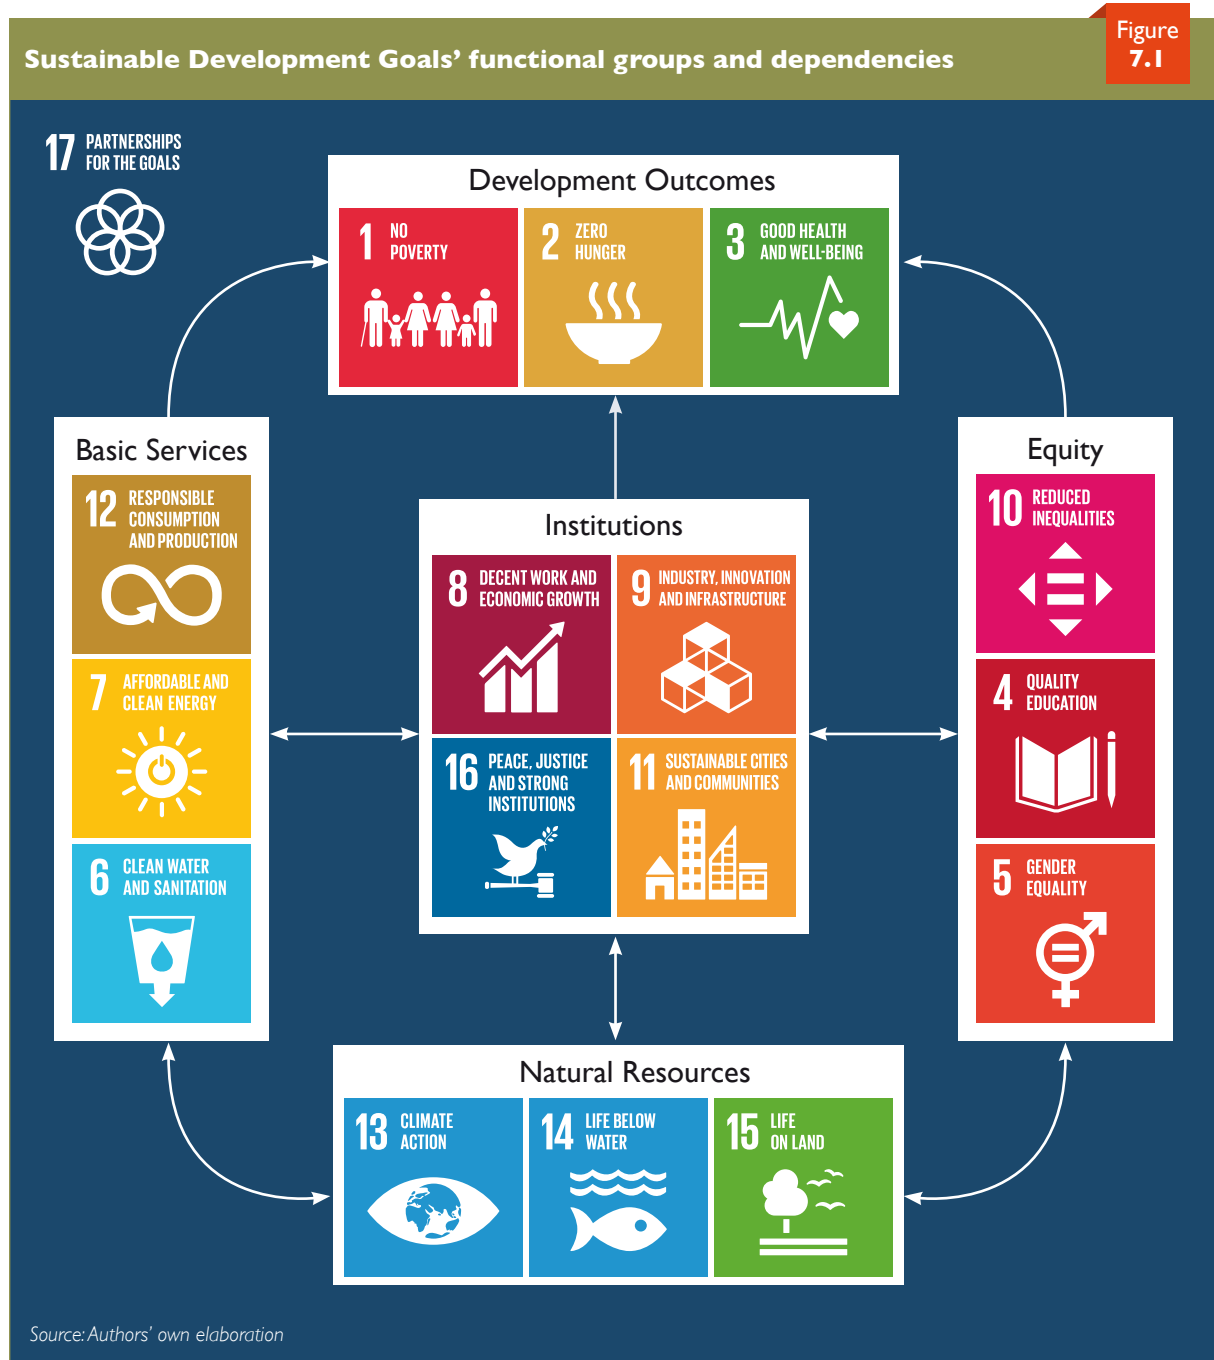 Sustainable Development Goals’ functional groups and dependencies
Figure
7.1
17 PARTNERSHIPS
FOR THE GOALS
Development Outcomes
1 NO
POVERTY
2 ZERO
HUNGER
3 GOOD HEALTH
AND WELL-BEING
Basic Services
12 RESPONSIBLE
CONSUMPTION
AND PRODUCTION
7 AFFORDABLE AND
CLEAN ENERGY
6 CLEAN WATER
AND SANITATION
Institutions
8 DECENT WORK AND
ECONOMIC GROWTH
9 INDUSTRY, INNOVATION
AND INFRASTRUCTURE
16 PEACE, JUSTICE
AND STRONG
INSTITUTIONS
11 SUSTAINABLE CITIES
AND COMMUNITIES
Equity
10 REDUCED
INEQUALITIES
4 QUALITY
EDUCATION
5 GENDER
EQUALITY
Natural Resources
13 CLIMATE
ACTION
14 LIFE BELOW
WATER
15 LIFE
ON LAND
Source: Authors’ own elaboration